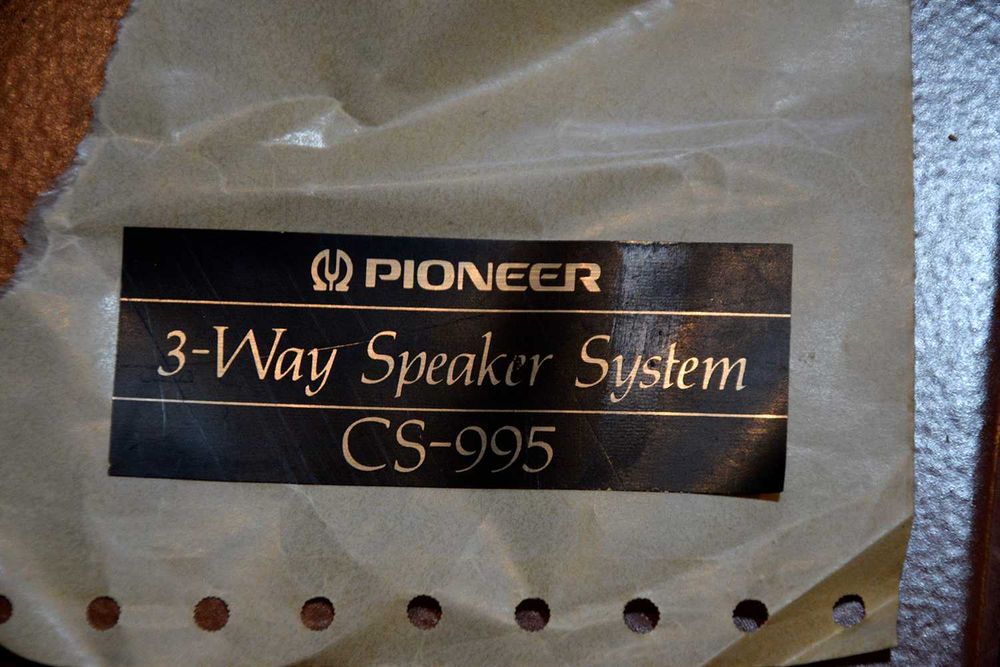 PIONEER
3-Way Speaker System
CS-995